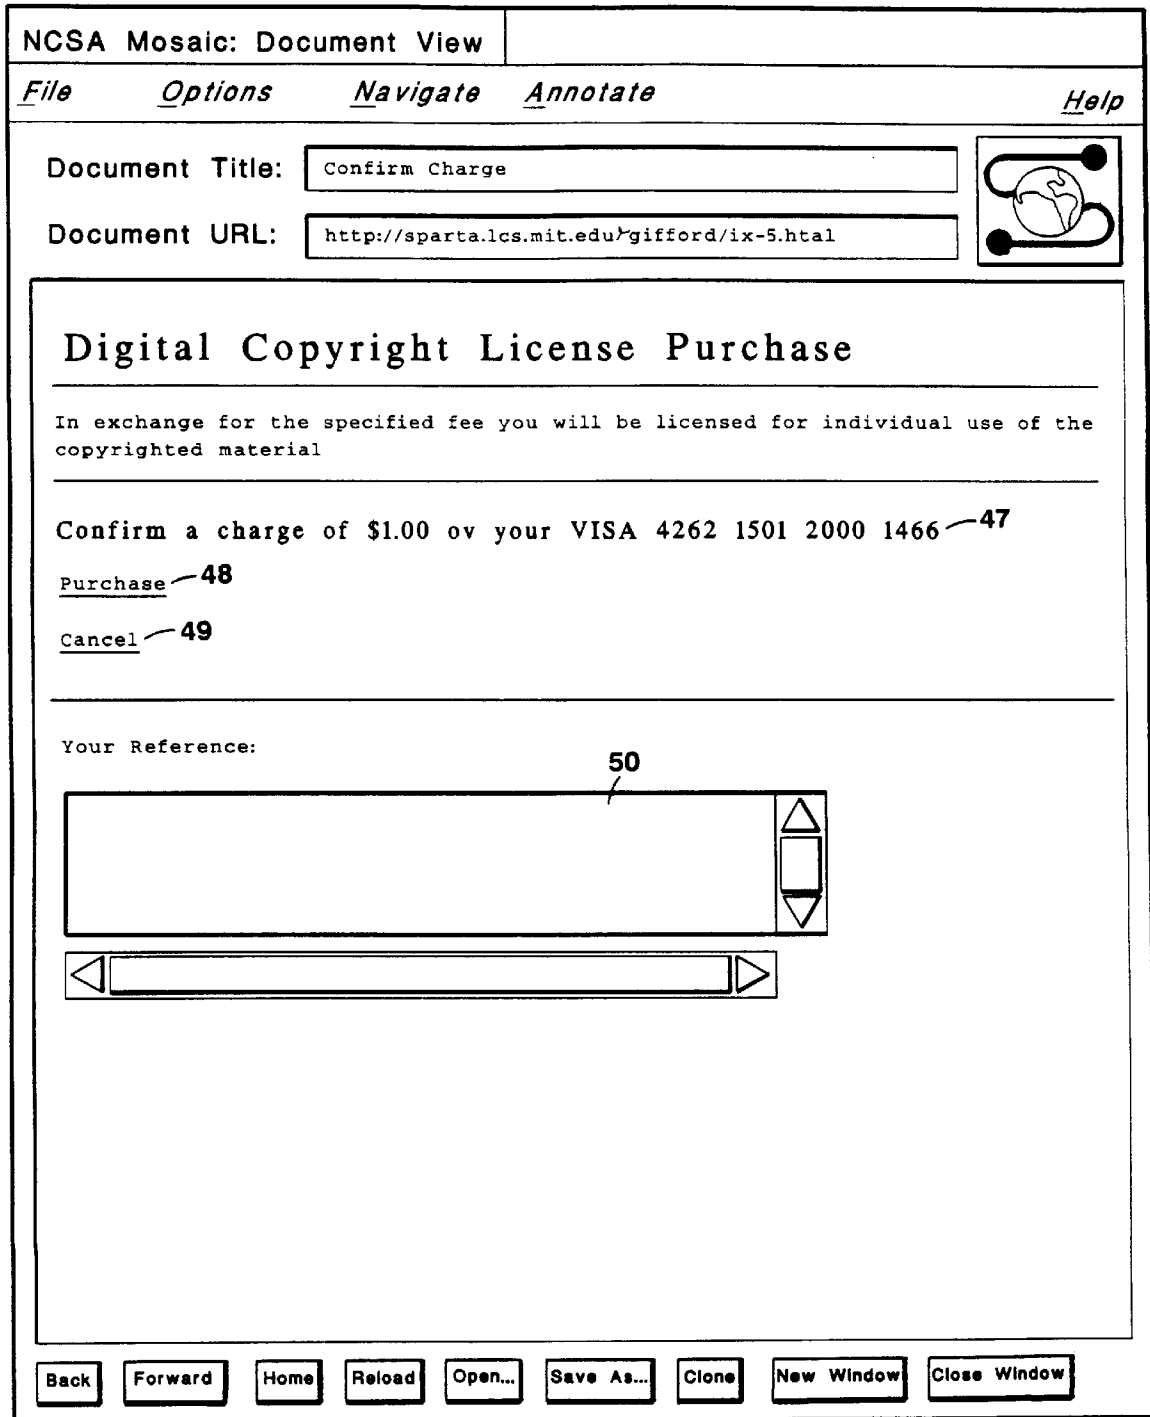 NCSA Mosaic: Document View
File Options Navigate Annotate Help
Document Title: Confirm Charge
Document URL: http://sparta.lcs.mit.edu/~gifford/ix-5.htal
Digital Copyright License Purchase
In exchange for the specified fee you will be licensed for individual use of the
copyrighted material
Confirm a charge of $1.00 ov your VISA 4262 1501 2000 1466 47
Purchase 48
Cancel 49
Your Reference:
50
Back Forward Home Reload Open... Save As... Clone New Window Close Window